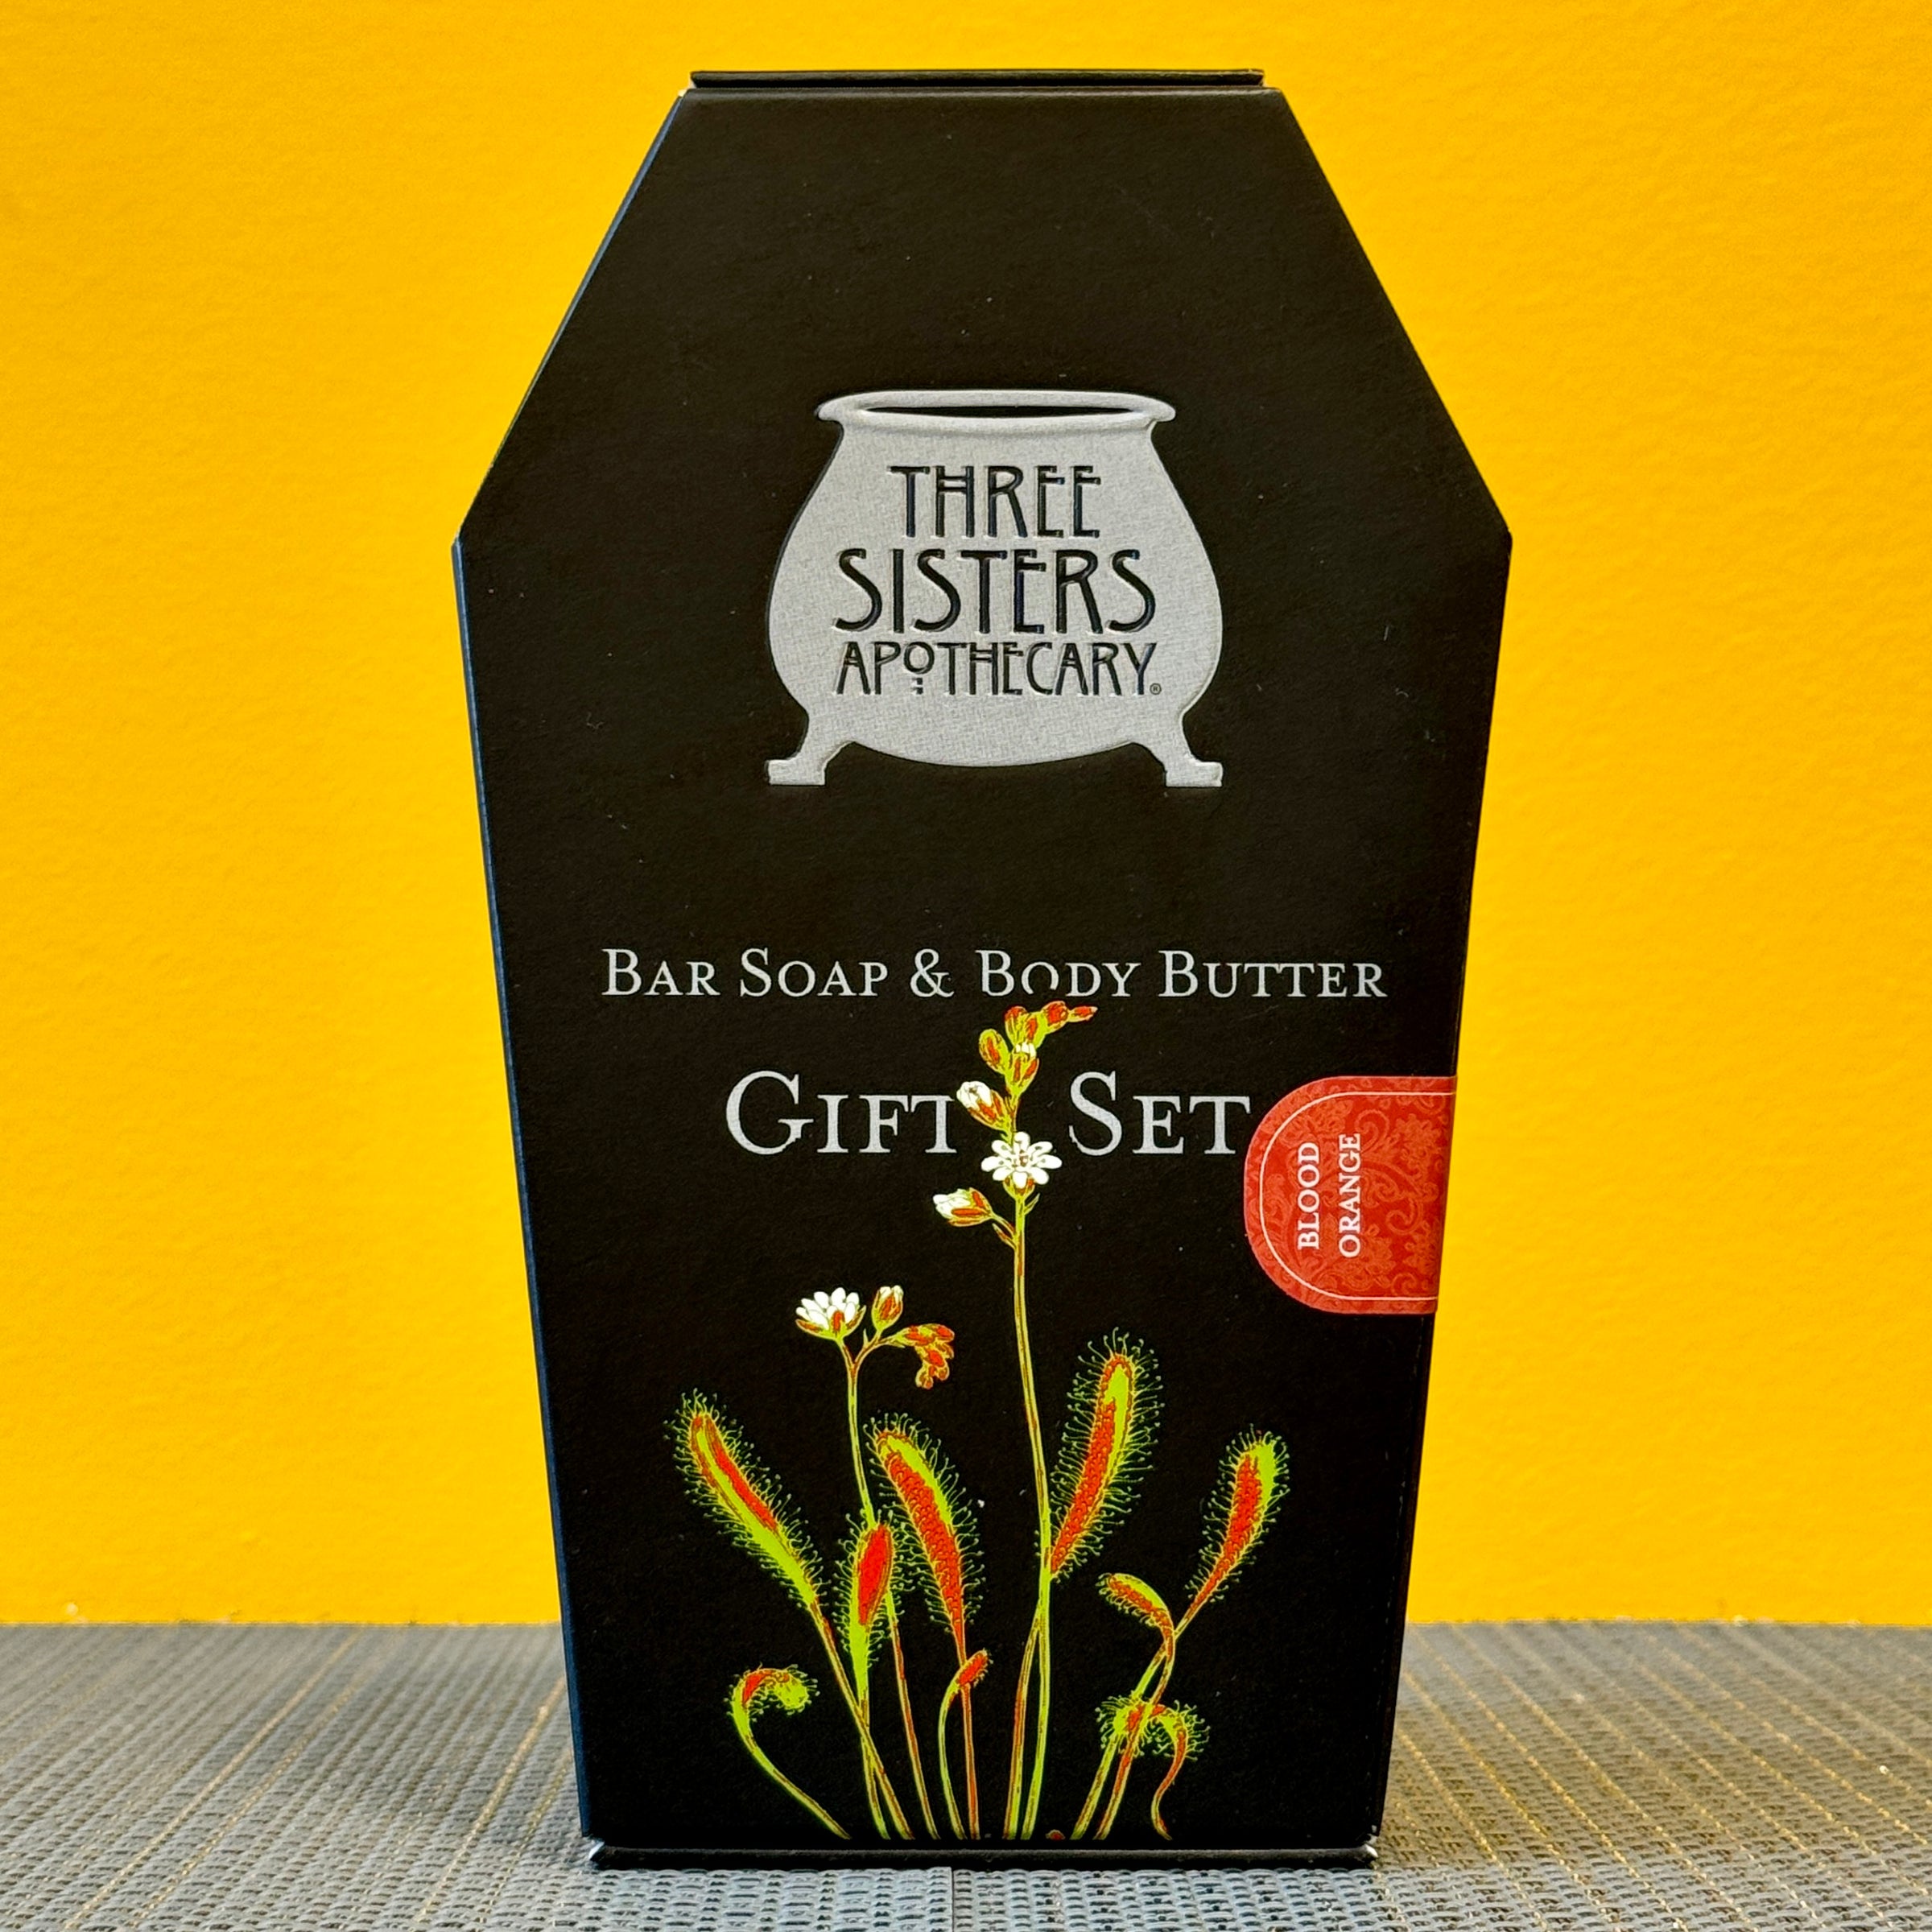 THREE
SISTERS
APOTHECARY®
BAR SOAP & BODY BUTTER
GIFT SET
BLOOD
ORANGE